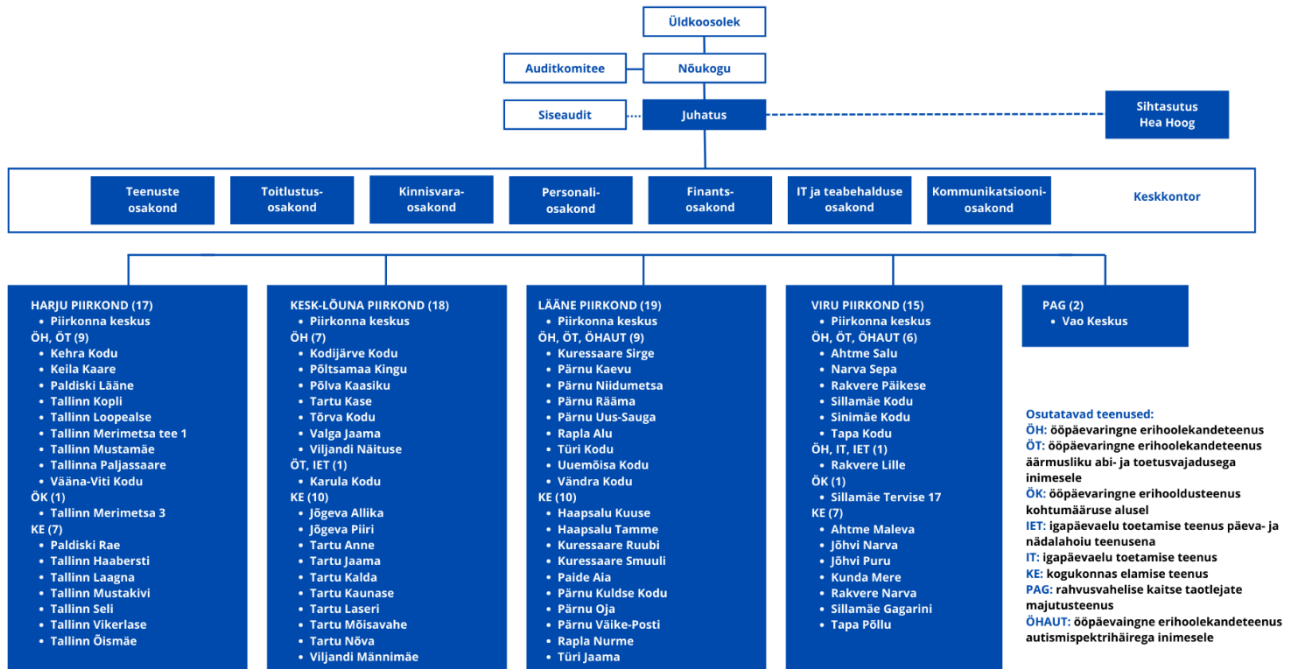 Üldkoosolek
Auditkomitee
Nõukogu
Siseaudit
Juhatus
Sihtasutus
Hea Hoog
Teenuste
osakond
Toitlustus-
osakond
Kinnisvara-
osakond
Personali-
osakond
Finants-
osakond
IT ja teabehalduse
osakond
Kommunikatsiooni-
osakond
Keskkontor
HARJU PIIRKOND (17)
• Piirkonna keskus
ÖH, ÖT (9)
• Kehra Kodu
• Keila Kaare
• Paldiski Lääne
• Tallinn Kopli
• Tallinn Loopealse
• Tallinn Merimetsa tee 1
• Tallinn Mustamäe
• Tallinna Paljassaare
• Vääna-Viti Kodu
ÖK (1)
• Tallinn Merimetsa 3
KE (7)
• Paldiski Rae
• Tallinn Haabersti
• Tallinn Laagna
• Tallinn Mustakivi
• Tallinn Seli
• Tallinn Vikerlase
• Tallinn Õismäe
KESK-LÕUNA PIIRKOND (18)
• Piirkonna keskus
ÖH (7)
• Kodijärve Kodu
• Põltsamaa Kingu
• Põlva Kaasiku
• Tartu Kase
• Tõrva Kodu
• Valga Jaama
• Viljandi Näituse
ÖT, IET (1)
• Karula Kodu
KE (10)
• Jõgeva Allika
• Jõgeva Piiri
• Tartu Anne
• Tartu Jaama
• Tartu Kalda
• Tartu Kaunase
• Tartu Laseri
• Tartu Mõisavahe
• Tartu Nõva
• Viljandi Männimäe
LÄÄNE PIIRKOND (19)
• Piirkonna keskus
ÖH, ÖT, ÖHAUT (9)
• Kuressaare Sirge
• Pärnu Kaevu
• Pärnu Niidumetsa
• Pärnu Rääma
• Pärnu Uus-Sauga
• Rapla Alu
• Türi Kodu
• Uuemõisa Kodu
• Vändra Kodu
KE (10)
• Haapsalu Kuuse
• Haapsalu Tamme
• Kuressaare Ruubi
• Kuressaare Smuuli
• Paide Aia
• Pärnu Kuldse Kodu
• Pärnu Oja
• Pärnu Väike-Posti
• Rapla Nurme
• Türi Jaama
VIRU PIIRKOND (15)
• Piirkonna keskus
ÖH, ÖT, ÖHAUT (6)
• Ahtme Salu
• Narva Sepa
• Rakvere Päikese
• Sillamäe Kodu
• Sinimäe Kodu
• Tapa Kodu
ÖH, IT, IET (1)
• Rakvere Lille
ÖK (1)
• Sillamäe Tervise 17
KE (7)
• Ahtme Maleva
• Jõhvi Narva
• Jõhvi Puru
• Kunda Mere
• Rakvere Narva
• Sillamäe Gagarini
• Tapa Põllu
PAG (2)
• Vao Keskus
Osutatavad teenused:
ÖH: ööpäevaringne erihoolekandeteenus
ÖT: ööpäevaringne erihoolekandeteenus
äärmusliku abi- ja toetusvajadusega
inimesele
ÖK: ööpäevaringne erihooldusteenus
kohtumääruse alusel
IET: igapäevaelu toetamise teenus päeva- ja
nädalahoiu teenusena
IT: igapäevaelu toetamise teenus
KE: kogukonnas elamise teenus
PAG: rahvusvahelise kaitse taotlejate
majutusteenus
ÖHAUT: ööpäevaingne erihoolekandeteenus
autismispektrihäirega inimesele